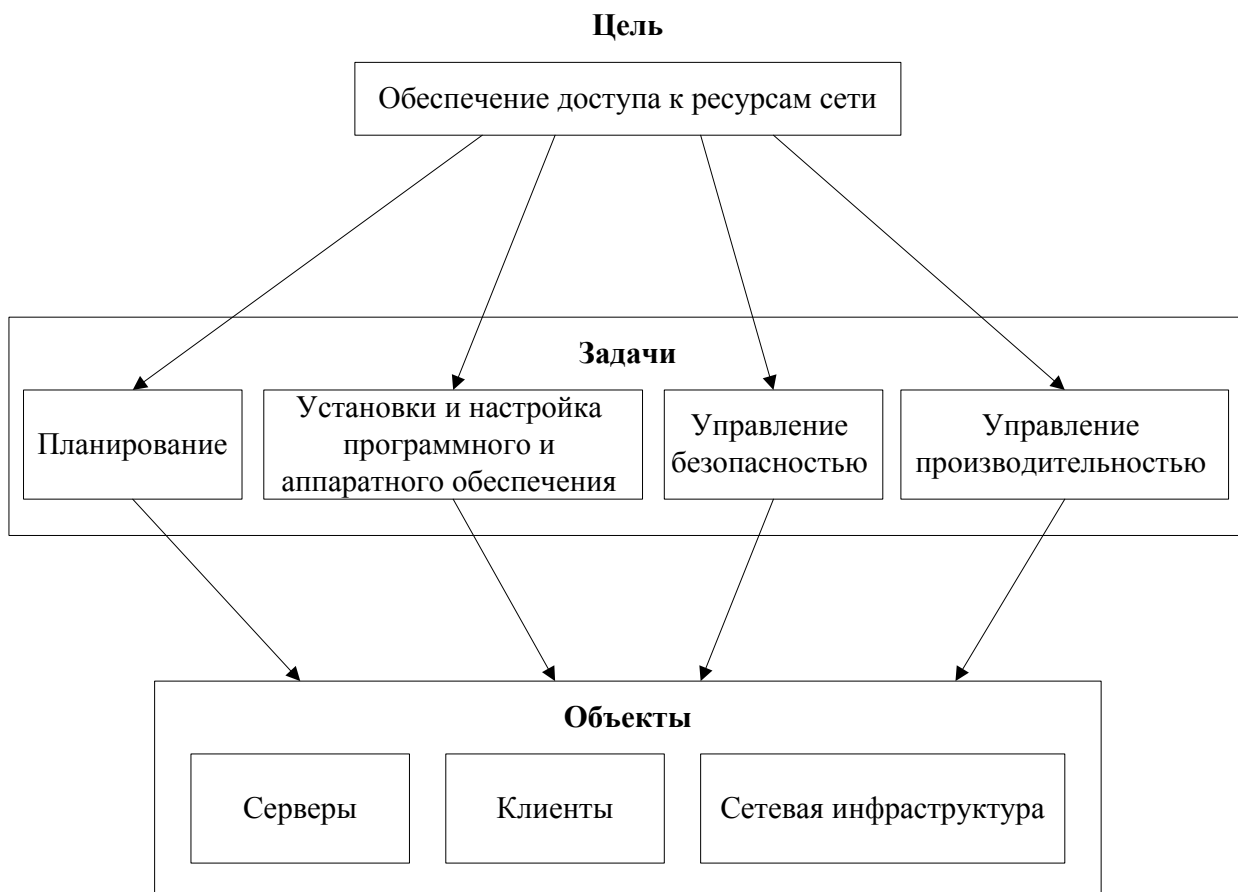 Цель
Обеспечение доступа к ресурсам сети
Задачи
Планирование
Установки и настройка
программного и
аппаратного обеспечения
Управление
безопасностью
Управление
производительностью
Объекты
Серверы
Клиенты
Сетевая инфраструктура